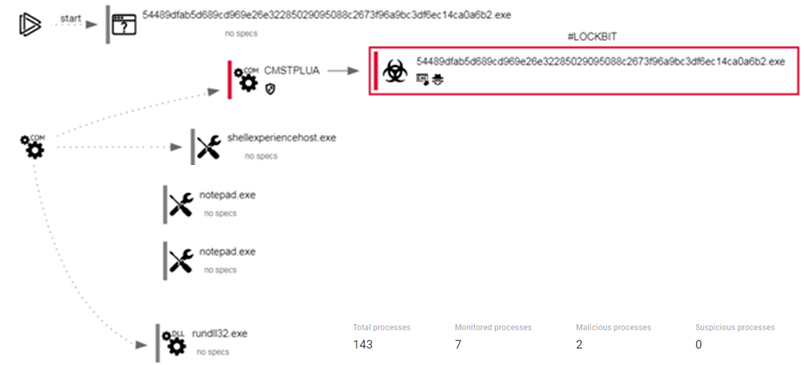 start
54489dfab5d689cd969e26e32285029095088c2673f96a9bc3df6ec14ca0a6b2.exe
no specs
#LOCKBIT
COM
CMSTPLUA
54489dfab5d689cd969e26e32285029095088c2673f96a9bc3df6ec14ca0a6b2.exe
COM
shellexperiencehost.exe
no specs
notepad.exe
no specs
notepad.exe
no specs
DLL
rundll32.exe
no specs
Total processes
Monitored processes
Malicious processes
Suspicious processes
143
7
2
0